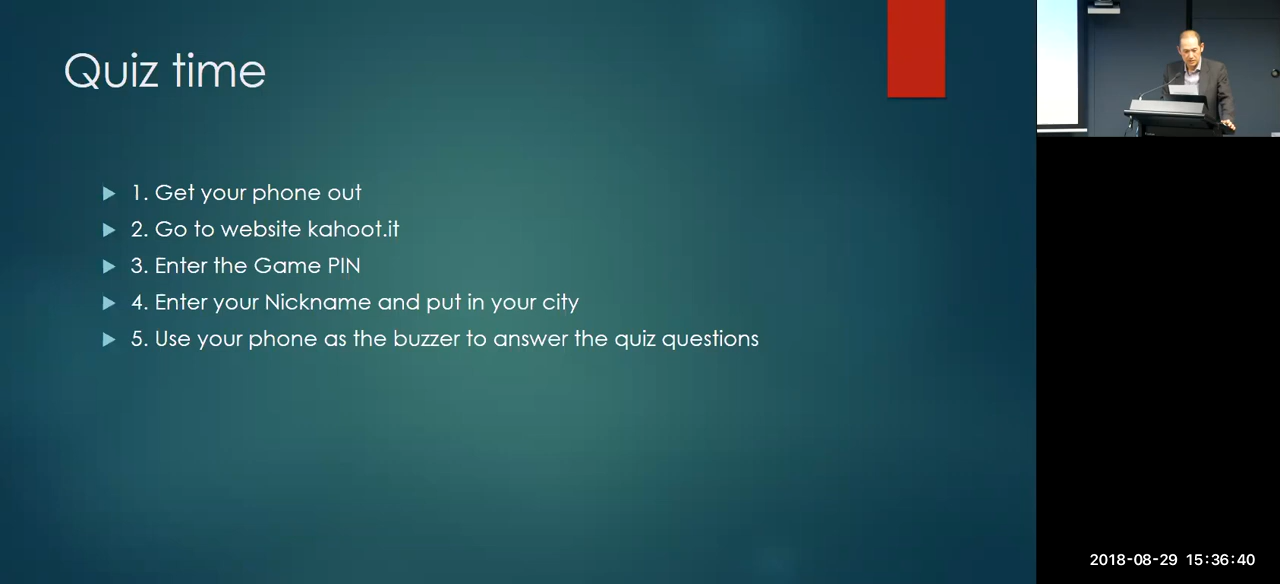 Quiz time
1. Get your phone out
2. Go to website kahoot.it
3. Enter the Game PIN
4. Enter your Nickname and put in your city
5. Use your phone as the buzzer to answer the quiz questions
2018-08-29 15:36:40